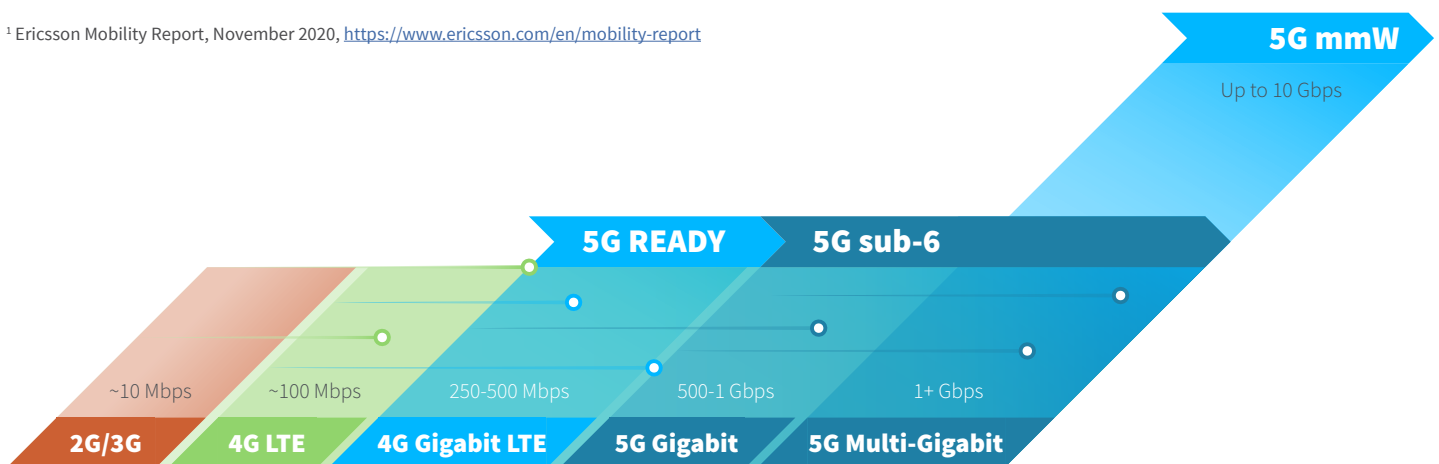 ¹ Ericsson Mobility Report, November 2020, https://www.ericsson.com/en/mobility-report
5G mmW
Up to 10 Gbps
5G READY
5G sub-6
~10 Mbps
~100 Mbps
250-500 Mbps
500-1 Gbps
1+ Gbps
2G/3G
4G LTE
4G Gigabit LTE
5G Gigabit
5G Multi-Gigabit